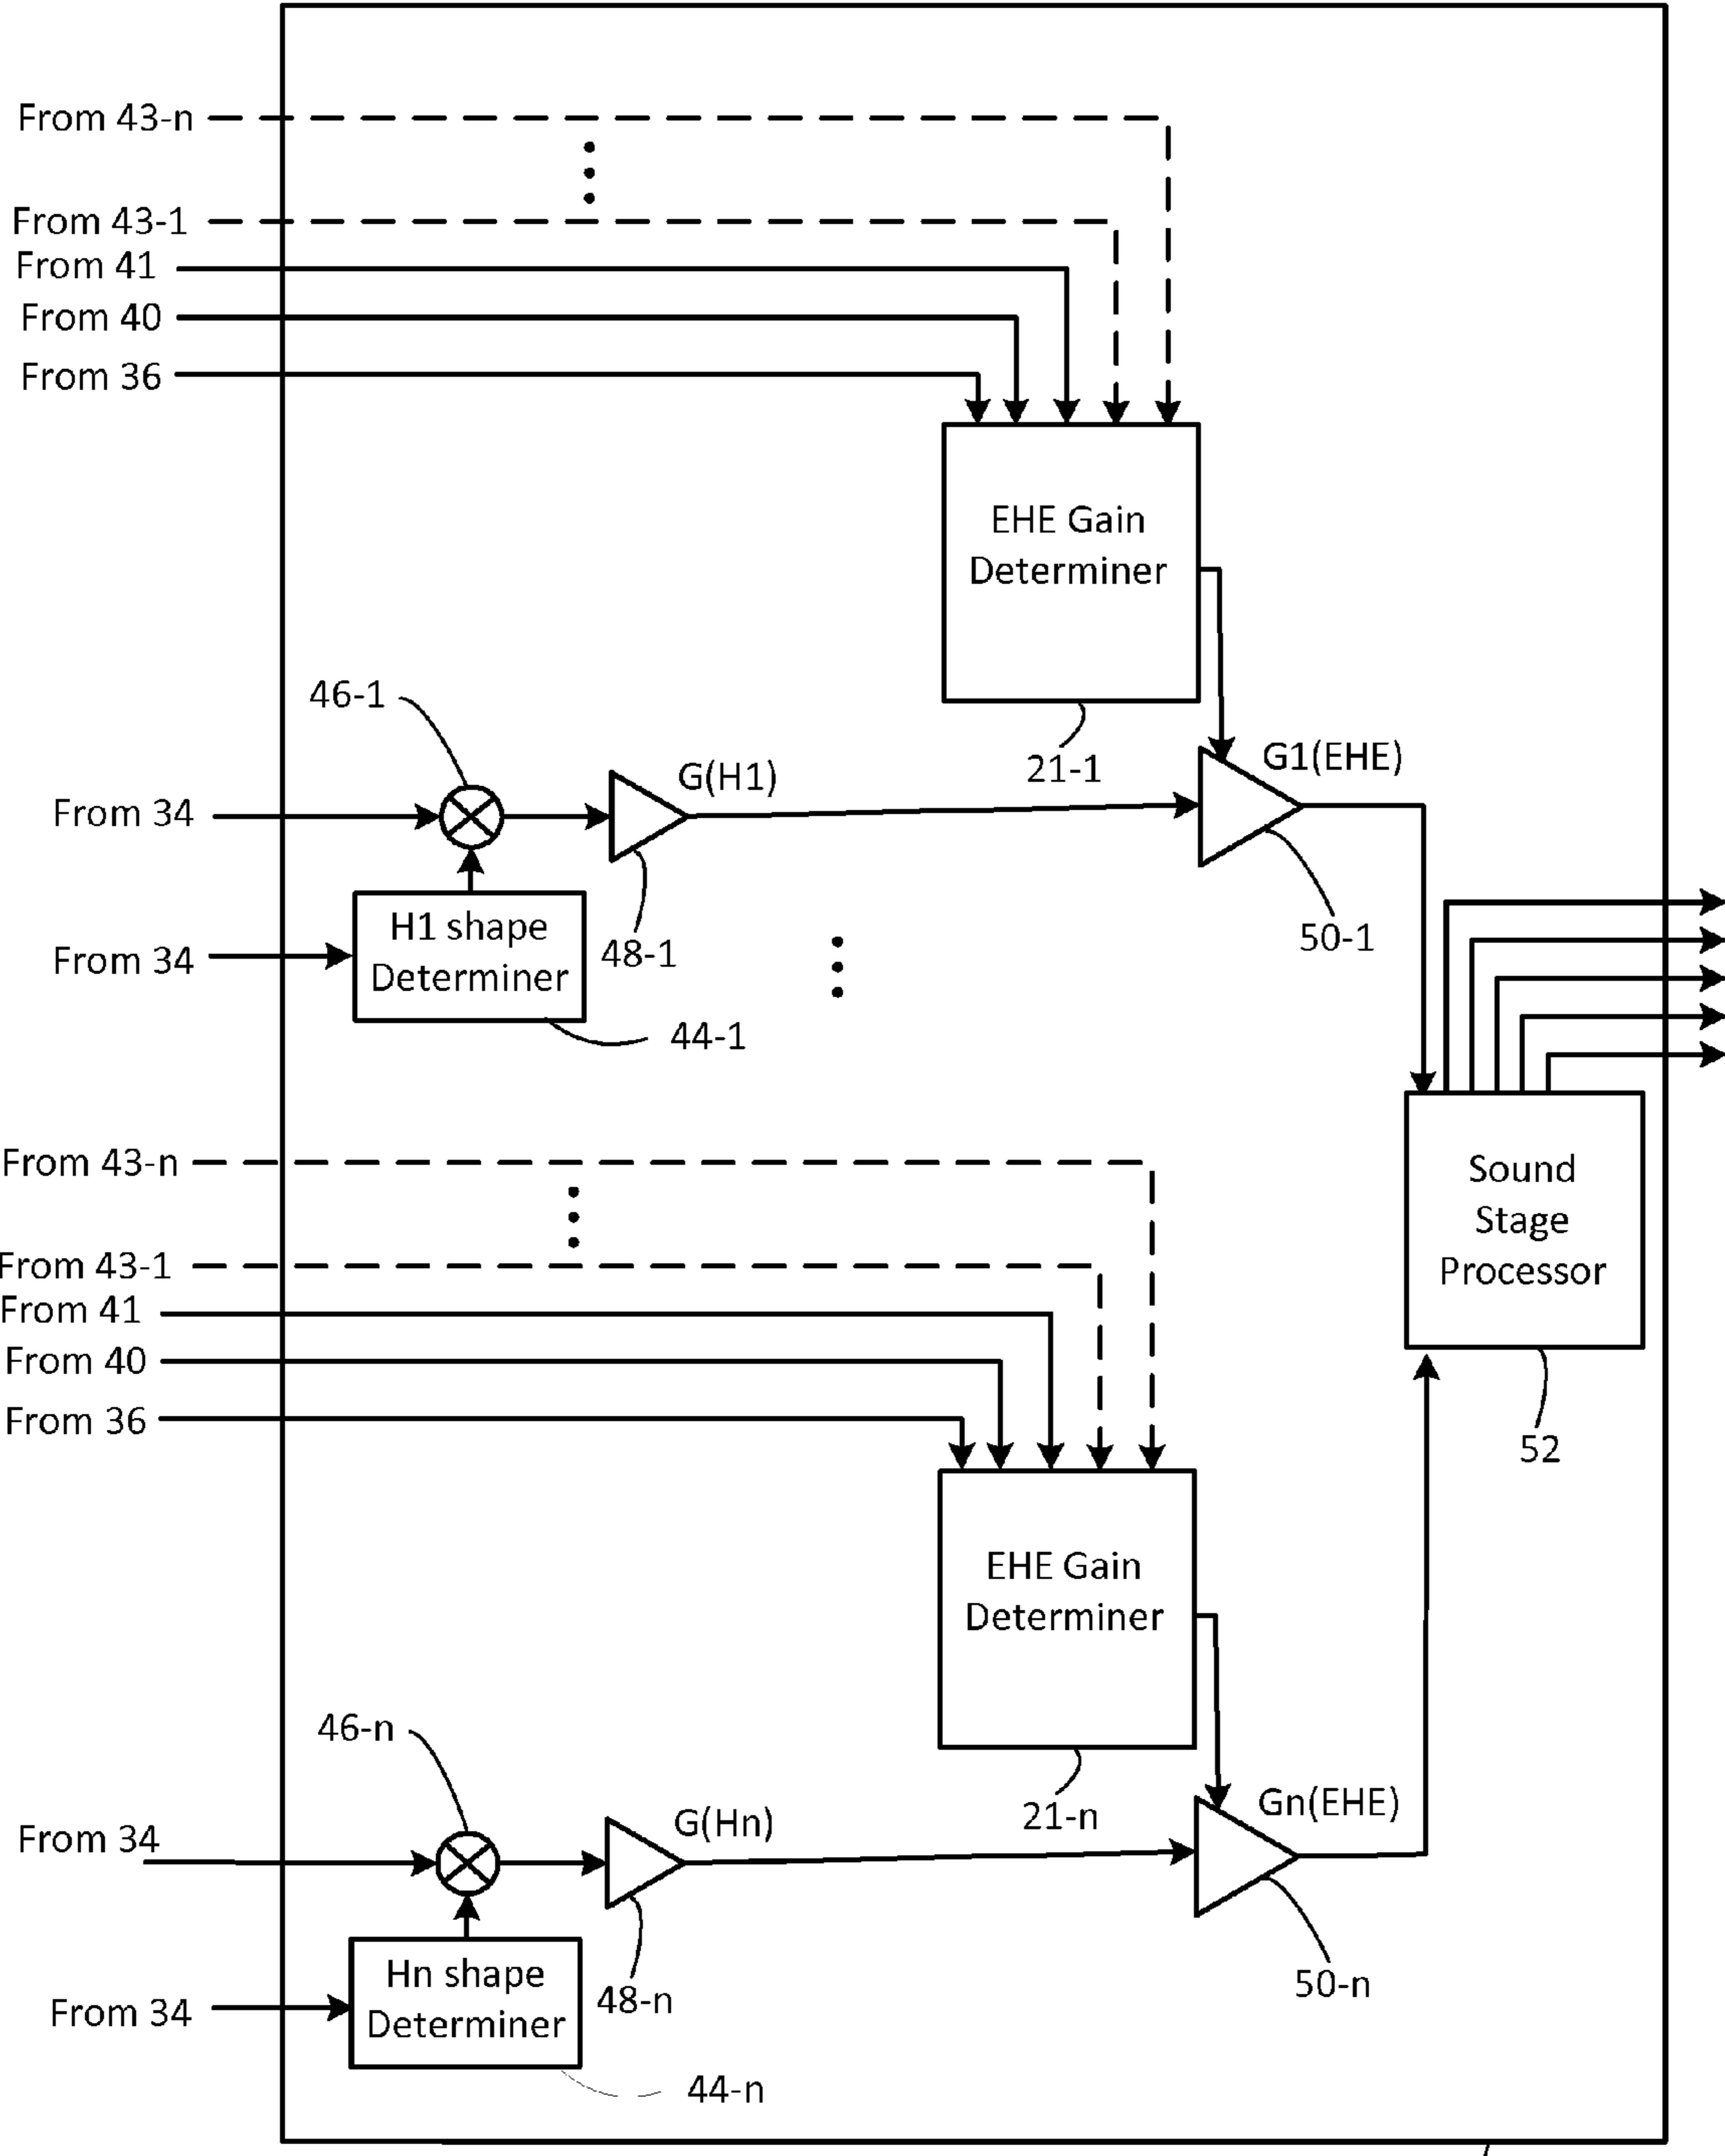 From 43-n
From 43-1
From 41
From 40
From 36
EHE Gain
Determiner
21-1
46-1
G(H1)
G1(EHE)
From 34
H1 shape
Determiner
48-1
50-1
From 34
44-1
From 43-n
From 43-1
From 41
From 40
From 36
Sound
Stage
Processor
52
EHE Gain
Determiner
21-n
46-n
G(Hn)
Gn(EHE)
From 34
Hn shape
Determiner
48-n
50-n
From 34
44-n